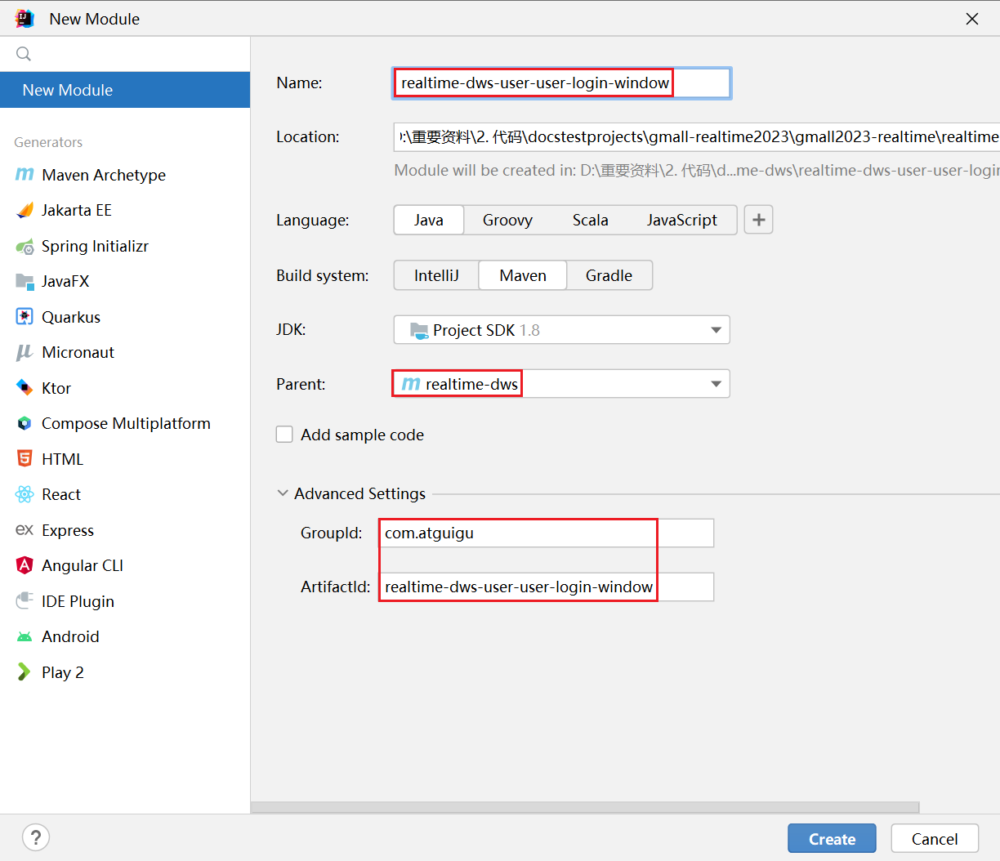 New Module
New Module
Generators
Maven Archetype
Jakarta EE
Spring Initializr
JavaFX
Quarkus
Micronaut
Ktor
Compose Multiplatform
HTML
React
Express
Angular CLI
IDE Plugin
Android
Play 2
Name: realtime-dws-user-user-login-window
Location: :\重要资料\2. 代码\docstestprojects\gmall-realtime2023\gmall2023-realtime\realtime
Module will be created in: D:\重要资料\2. 代码\d...me-dws\realtime-dws-user-user-login
Language: Java Groovy Scala JavaScript +
Build system: IntelliJ Maven Gradle
JDK: Project SDK 1.8
Parent: realtime-dws
Add sample code
Advanced Settings
GroupId: com.atguigu
ArtifactId: realtime-dws-user-user-login-window
? Create Cancel